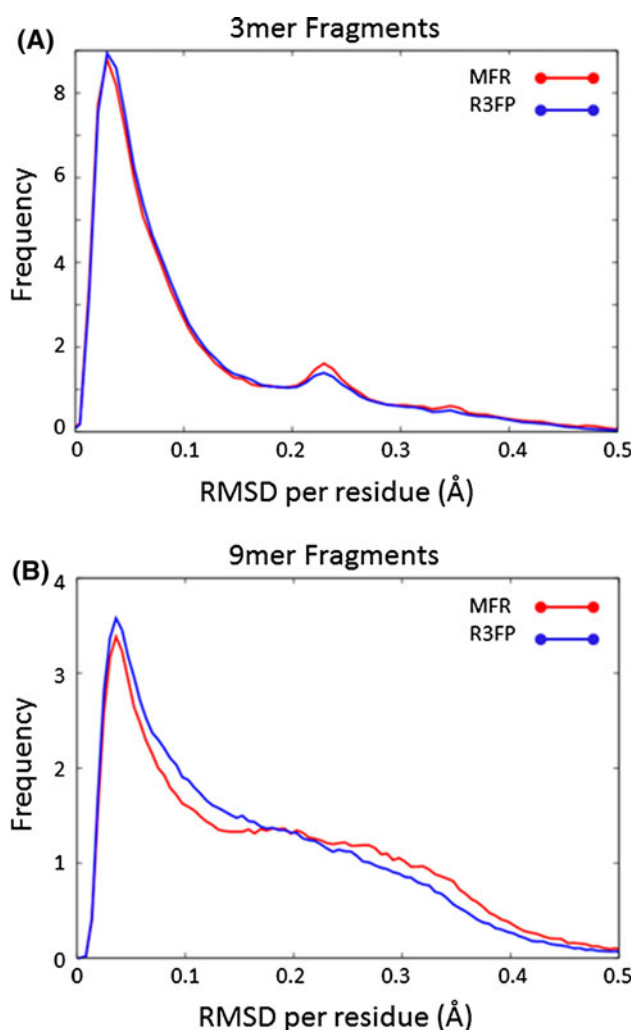 (A)
3mer Fragments
MFR
R3FP
8
6
4
2
0
Frequency
0 0.1 0.2 0.3 0.4 0.5
RMSD per residue (Å)
(B)
9mer Fragments
MFR
R3FP
4
3
2
1
0
Frequency
0 0.1 0.2 0.3 0.4 0.5
RMSD per residue (Å)